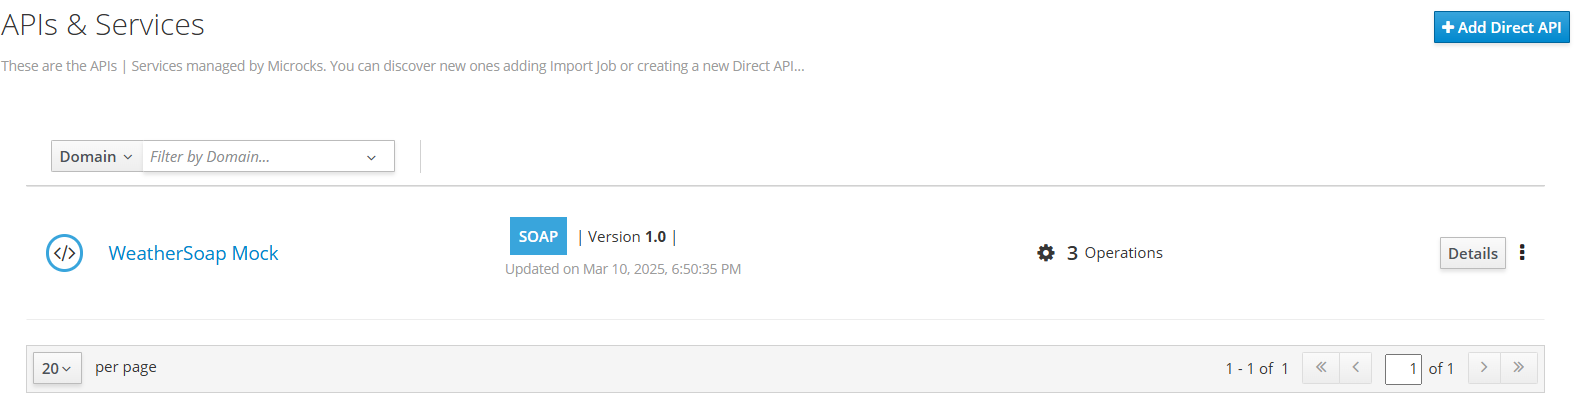 APIs & Services
+ Add Direct API
These are the APIs | Services managed by Microcks. You can discover new ones adding Import Job or creating a new Direct API...
Domain Filter by Domain...
</> WeatherSoap Mock SOAP | Version 1.0 | 3 Operations Details
Updated on Mar 10, 2025, 6:50:35 PM
20 per page 1 - 1 of 1 « ‹ 1 of 1 › »